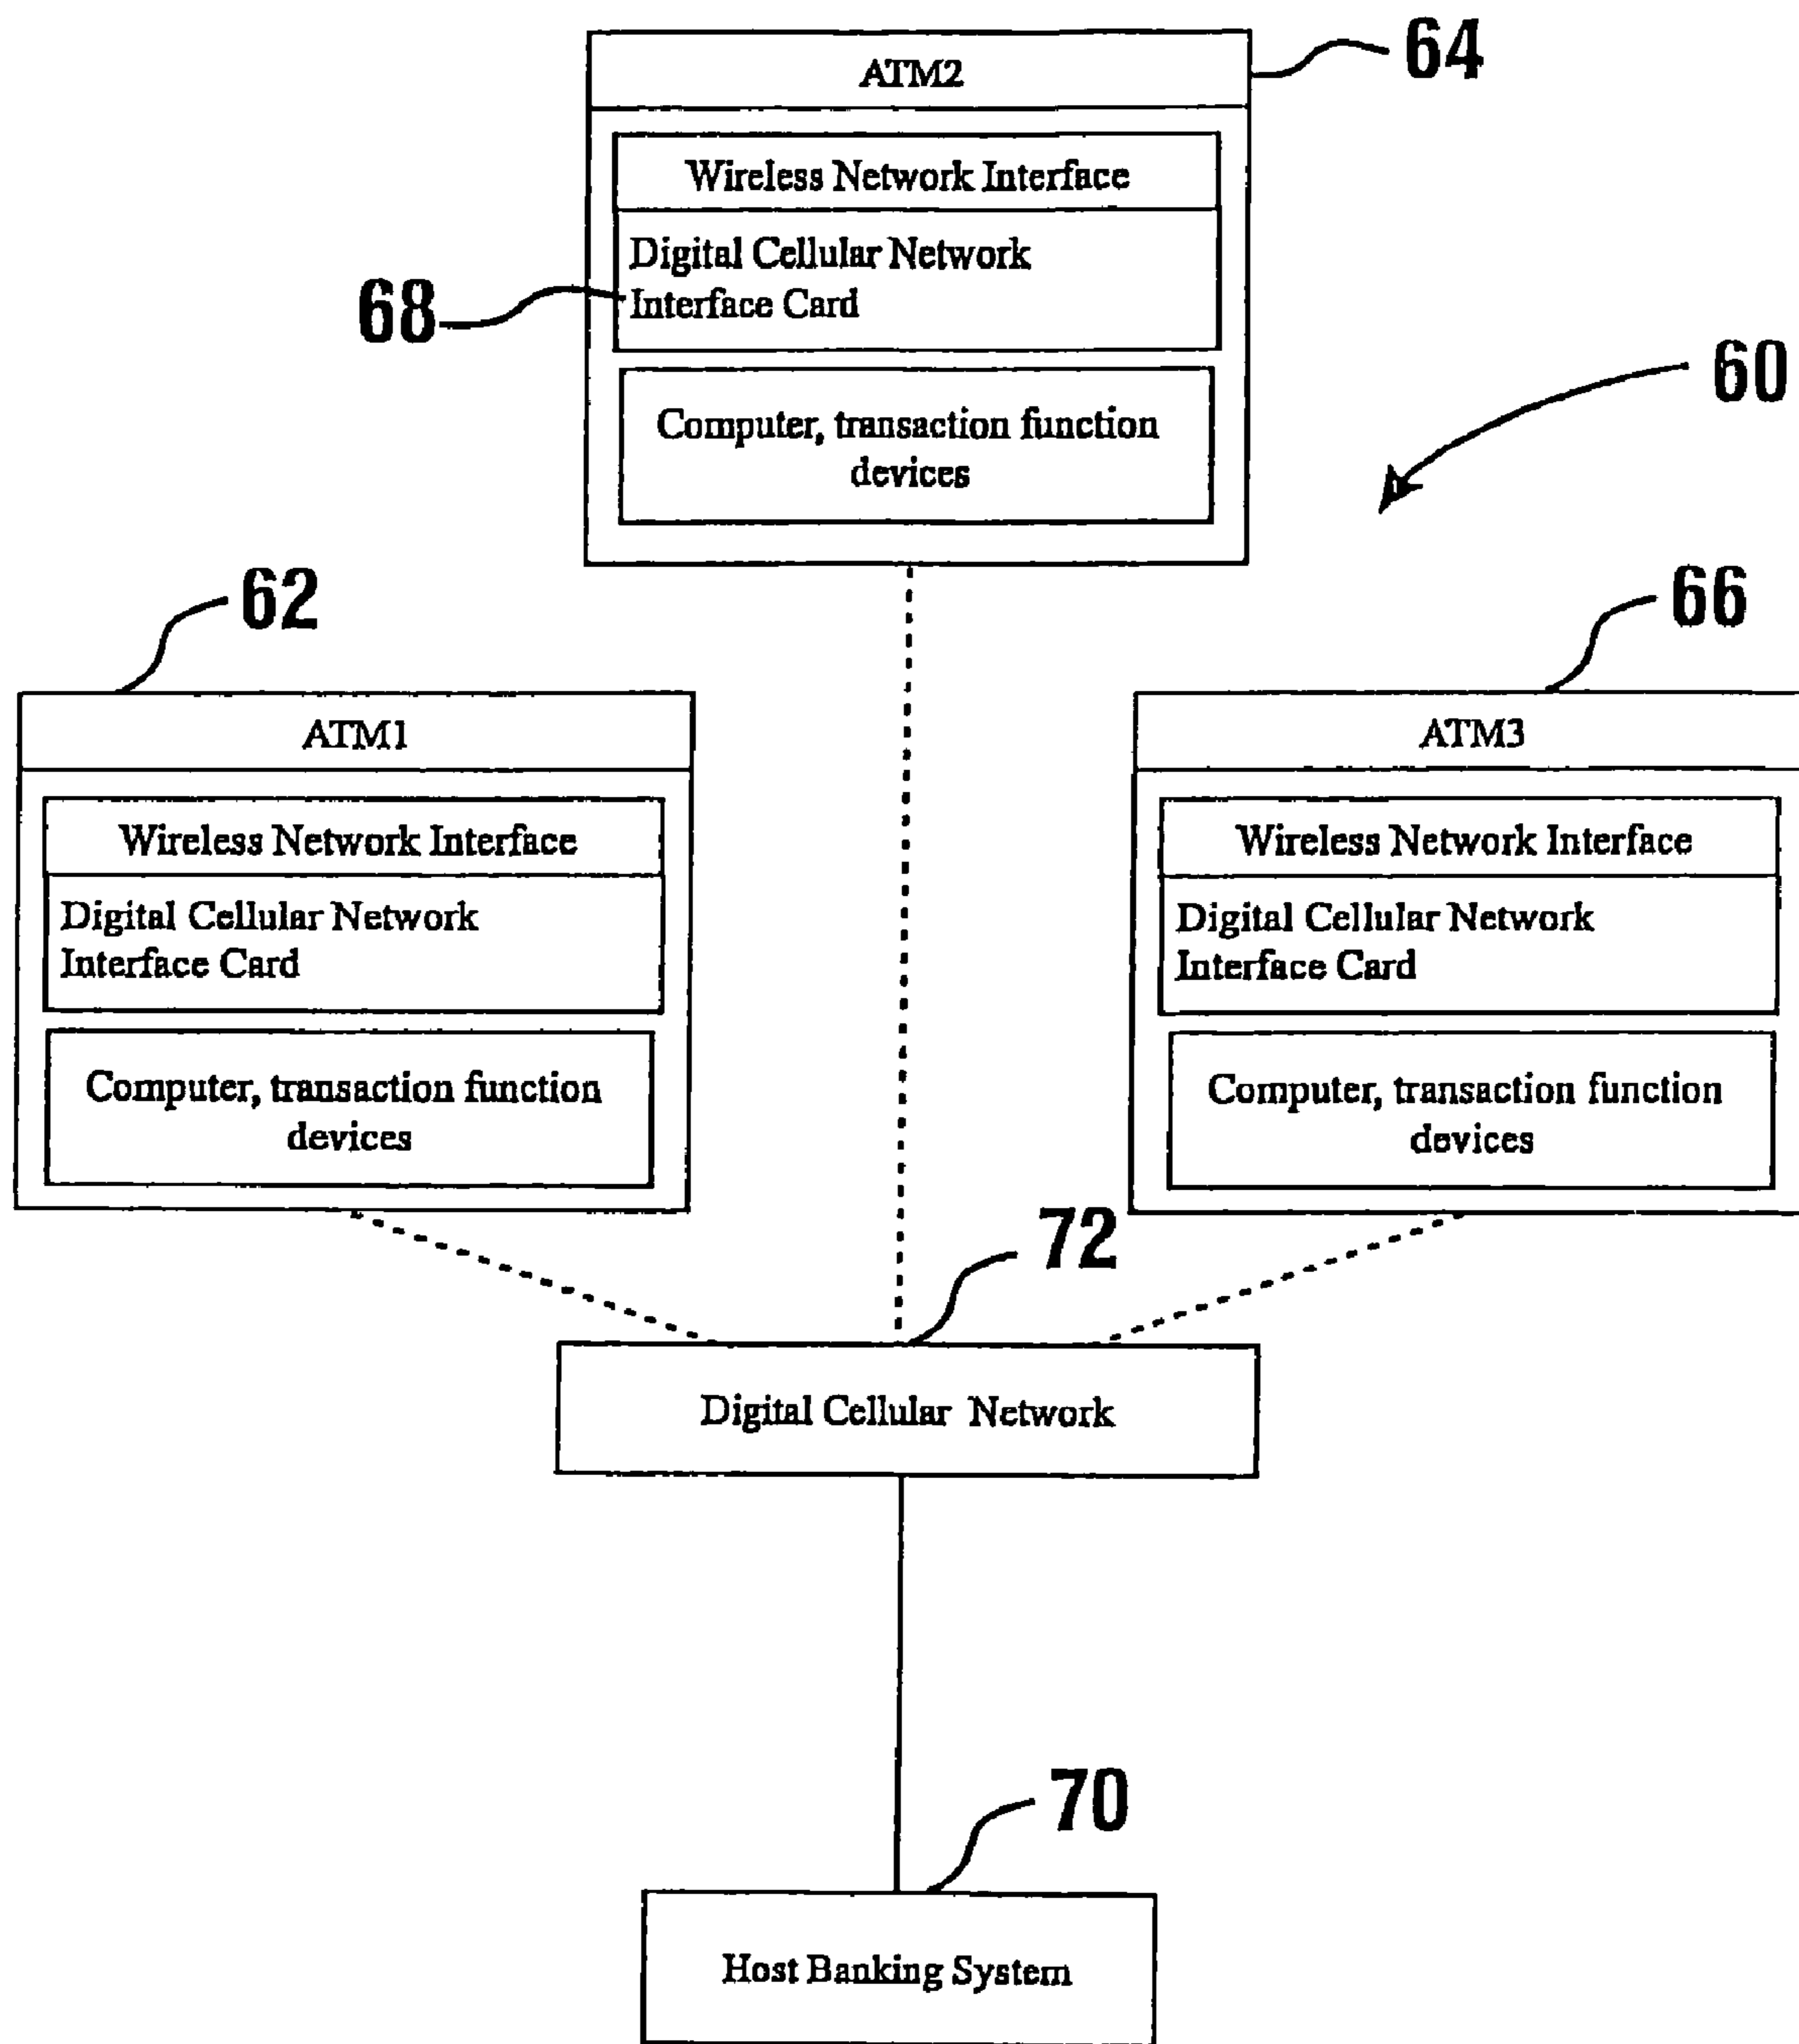 64
ATM2
Wireless Network Interface
Digital Cellular Network
68
Interface Card
60
Computer, transaction function
devices
62
66
ATM1
Wireless Network Interface
Digital Cellular Network
Interface Card
Computer, transaction function
devices
ATM3
Wireless Network Interface
Digital Cellular Network
Interface Card
Computer, transaction function
devices
72
Digital Cellular Network
70
Host Banking System